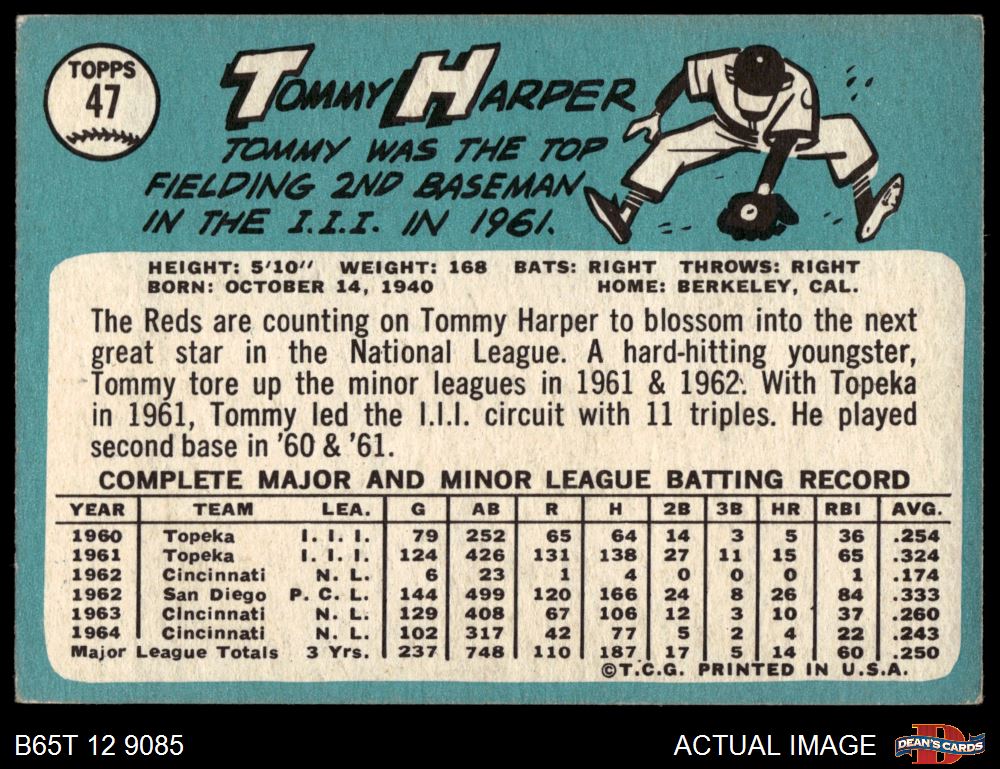 TOPPS
47
TOMMY HARPER
TOMMY WAS THE TOP
FIELDING 2ND BASEMAN
IN THE I.I.I. IN 1961.
HEIGHT: 5'10" WEIGHT: 168 BATS: RIGHT THROWS: RIGHT
BORN: OCTOBER 14, 1940 HOME: BERKELEY, CAL.
The Reds are counting on Tommy Harper to blossom into the next
great star in the National League. A hard-hitting youngster,
Tommy tore up the minor leagues in 1961 & 1962. With Topeka
in 1961, Tommy led the I.I.I. circuit with 11 triples. He played
second base in '60 & '61.
COMPLETE MAJOR AND MINOR LEAGUE BATTING RECORD
YEAR TEAM LEA. G AB R H 2B 3B HR RBI AVG.
1960 Topeka I. I. I. 79 252 65 64 14 3 5 36 .254
1961 Topeka I. I. I. 124 426 131 138 27 11 15 65 .324
1962 Cincinnati N. L. 6 23 1 4 0 0 0 1 .174
1962 San Diego P. C. L. 144 499 120 166 24 8 26 84 .333
1963 Cincinnati N. L. 129 408 67 106 12 3 10 37 .260
1964 Cincinnati N. L. 102 317 42 77 5 2 4 22 .243
Major League Totals 3 Yrs. 237 748 110 187 17 5 14 60 .250
©T.C.G. PRINTED IN U.S.A.
B65T 12 9085 ACTUAL IMAGE
D
DEAN'S CARDS